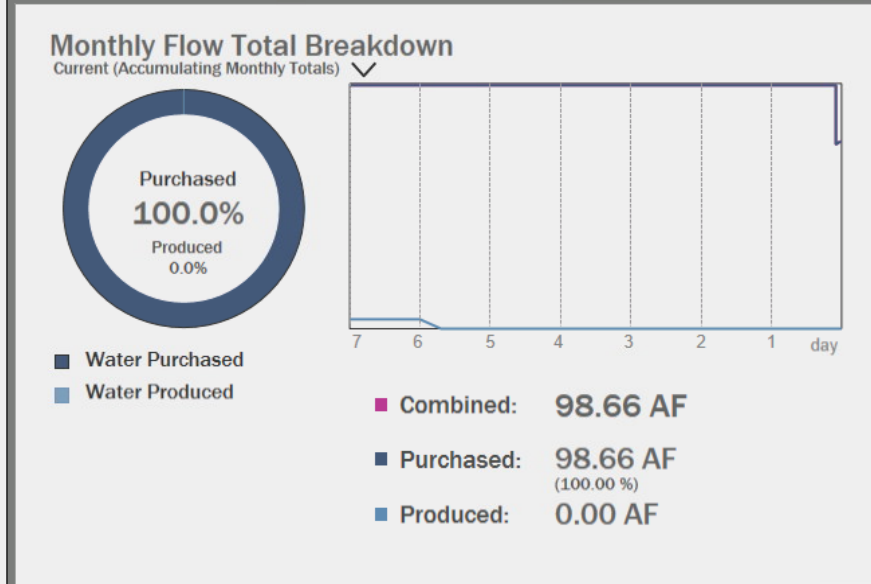 Monthly Flow Total Breakdown
Current (Accumulating Monthly Totals)
Purchased
100.0%
Produced
0.0%
7 6 5 4 3 2 1 day
Water Purchased
Water Produced
Combined: 98.66 AF
Purchased: 98.66 AF
(100.00 %)
Produced: 0.00 AF